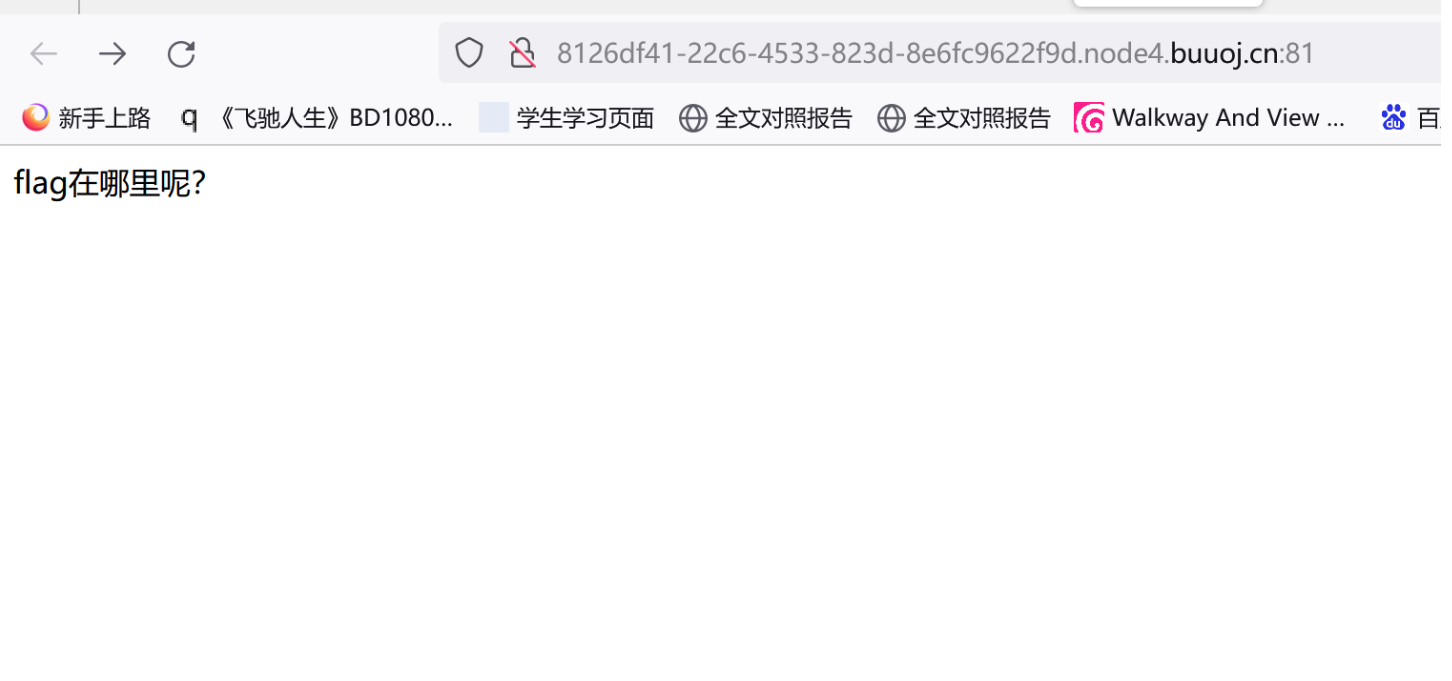 8126df41-22c6-4533-823d-8e6fc9622f9d.node4.buuoj.cn:81
新手上路 《飞驰人生》BD1080... 学生学习页面 全文对照报告 全文对照报告 Walkway And View ... 百
flag在哪里呢？